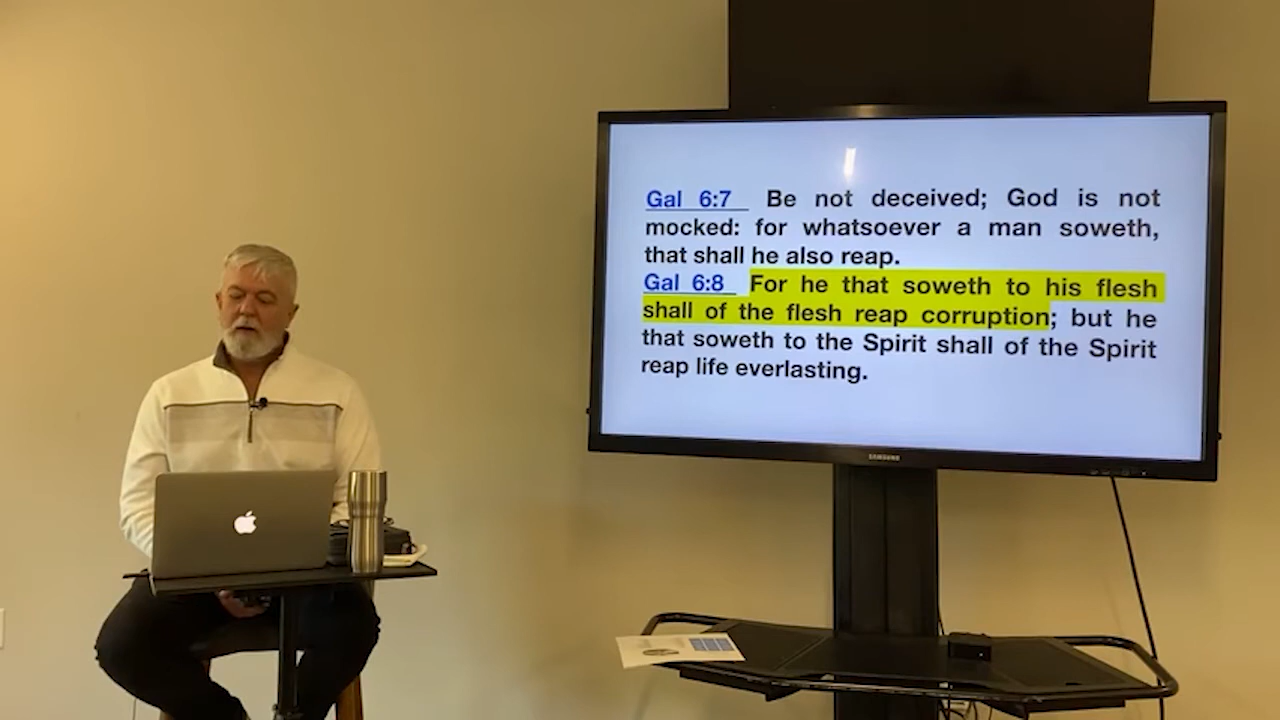 Gal 6:7 Be not deceived; God is not
mocked: for whatsoever a man soweth,
that shall he also reap.
Gal 6:8 For he that soweth to his flesh
shall of the flesh reap corruption; but he
that soweth to the Spirit shall of the Spirit
reap life everlasting.
SAMSUNG